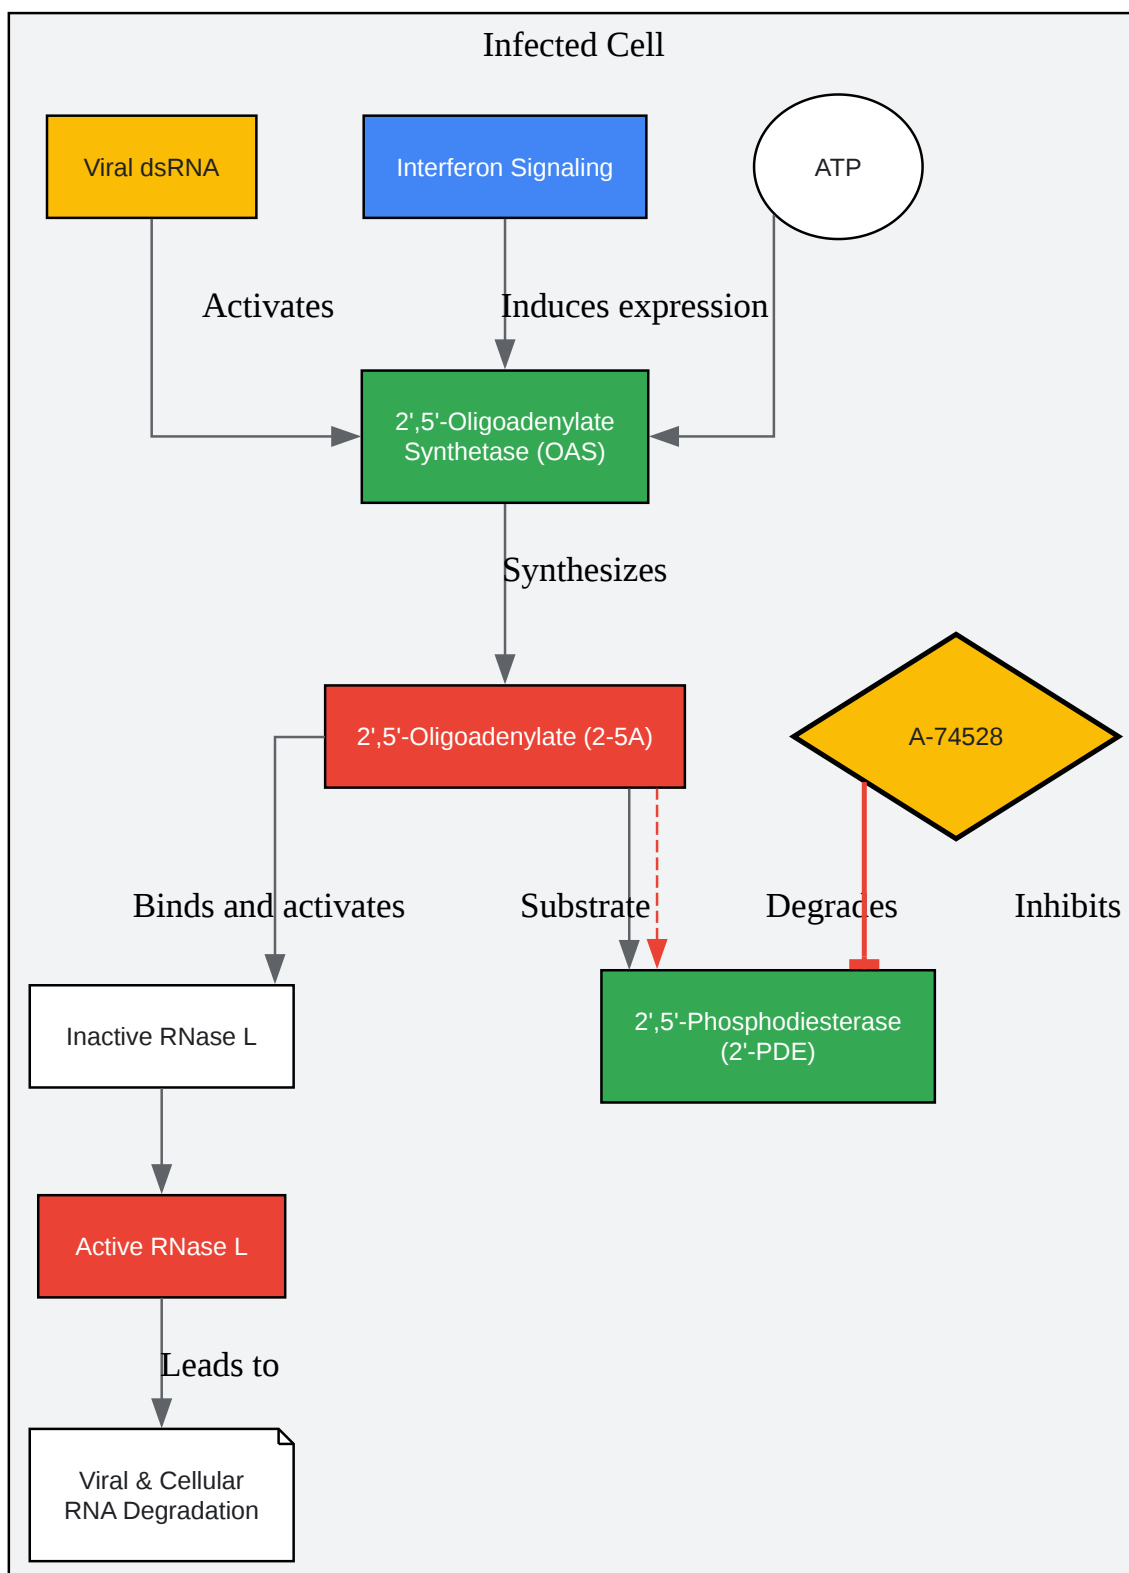 Infected Cell
Viral dsRNA
Interferon Signaling
ATP
Activates
Induces expression
2',5'-Oligoadenylate
Synthetase (OAS)
Synthesizes
2',5'-Oligoadenylate (2-5A)
A-74528
Binds and activates
Substrate
Degrades
Inhibits
Inactive RNase L
2',5'-Phosphodiesterase
(2'-PDE)
Active RNase L
Leads to
Viral & Cellular
RNA Degradation